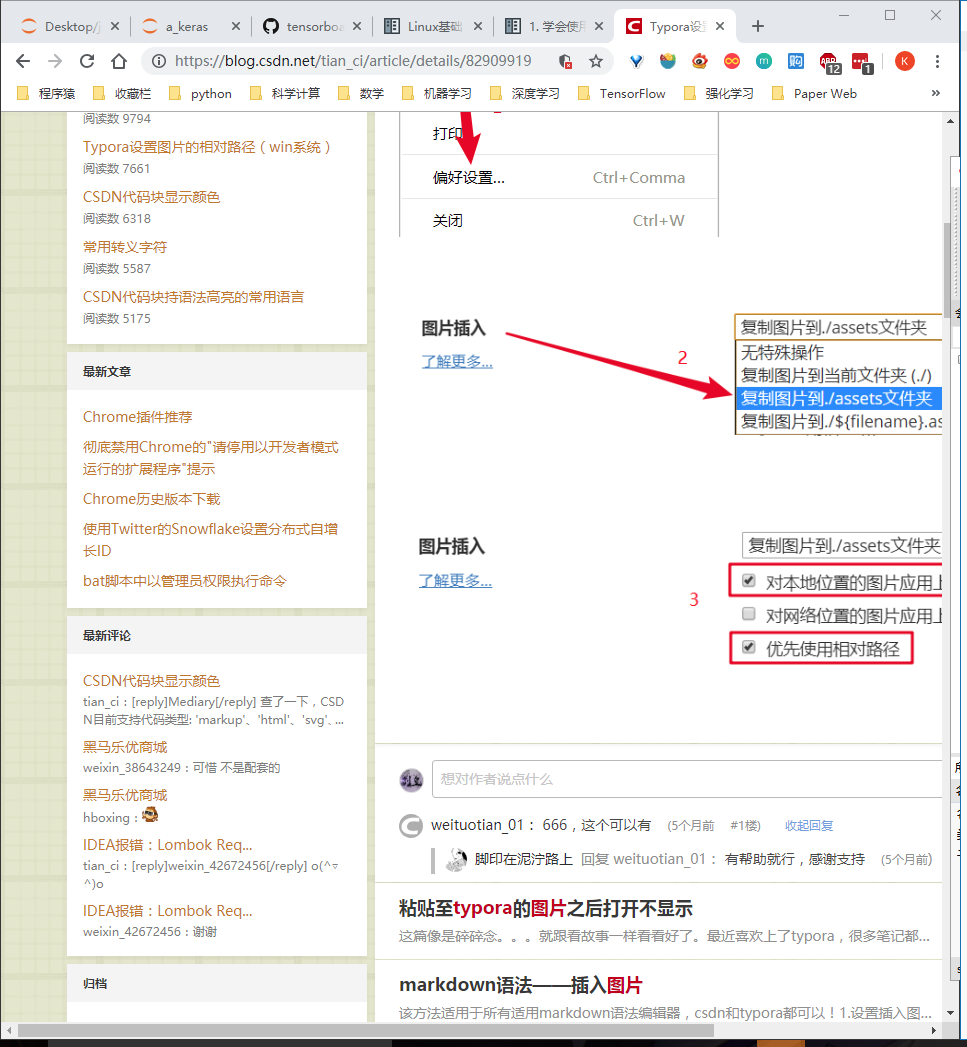 Desktop/j
a_keras
tensorboa
Linux基础
1. 学会使用
Typora设
https://blog.csdn.net/tian_ci/article/details/82909919
12
1
K
程序猿
收藏栏
python
科学计算
数学
机器学习
深度学习
TensorFlow
强化学习
Paper Web
阅读数 9794
Typora设置图片的相对路径（win系统）
阅读数 7661
CSDN代码块显示颜色
阅读数 6318
常用转义字符
阅读数 5587
CSDN代码块持语法高亮的常用语言
阅读数 5175
最新文章
Chrome插件推荐
彻底禁用Chrome的"请停用以开发者模式
运行的扩展程序"提示
Chrome历史版本下载
使用Twitter的Snowflake设置分布式自增
长ID
bat脚本中以管理员权限执行命令
最新评论
CSDN代码块显示颜色
tian_ci：[reply]Mediary[/reply] 查了一下，CSD
N目前支持代码类型: 'markup'、'html'、'svg'、...
黑马乐优商城
weixin_38643249：可惜 不是配套的
黑马乐优商城
hboxing：
IDEA报错：Lombok Req...
tian_ci：[reply]weixin_42672456[/reply] o(^▽
^)o
IDEA报错：Lombok Req...
weixin_42672456：谢谢
归档
打印
偏好设置... Ctrl+Comma
关闭 Ctrl+W
图片插入
了解更多...
2
复制图片到./assets文件夹
无特殊操作
复制图片到当前文件夹 (./)
复制图片到./assets文件夹
复制图片到./${filename}.as
图片插入
了解更多...
3
复制图片到./assets文件夹
对本地位置的图片应用上
对网络位置的图片应用上
优先使用相对路径
想对作者说点什么
weituotian_01： 666，这个可以有 (5个月前 #1楼) 收起回复
脚印在泥泞路上 回复 weituotian_01： 有帮助就行，感谢支持 (5个月前)
粘贴至typora的图片之后打开不显示
这篇像是碎碎念。。。就跟看故事一样看看好了。最近喜欢上了typora，很多笔记都...
markdown语法——插入图片
该方法适用于所有适用markdown语法编辑器，csdn和typora都可以！1.设置插入图...